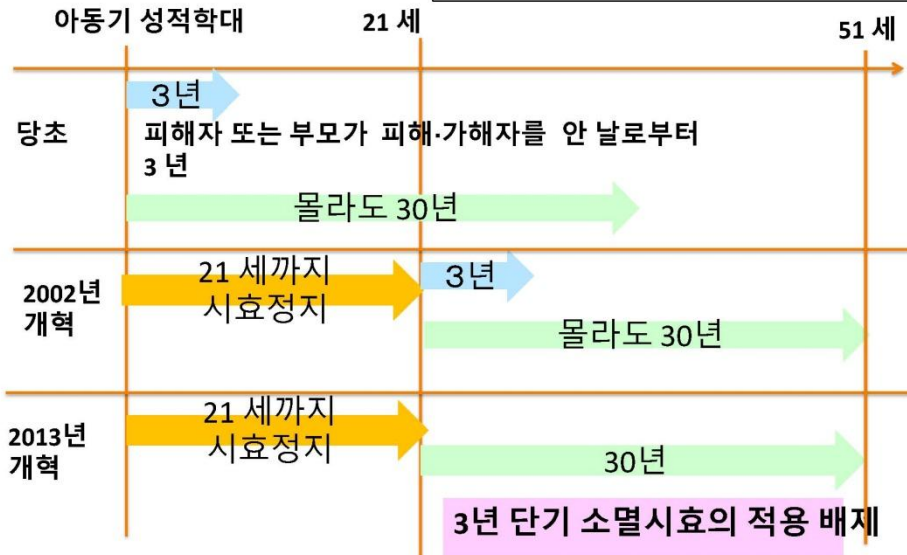 아동기 성적학대
21 세
51 세
3년
당초
피해자 또는 부모가 피해·가해자를 안 날로부터
3 년
몰라도 30년
2002년
개혁
21 세까지
시효정지
3년
몰라도 30년
2013년
개혁
21 세까지
시효정지
30년
3년 단기 소멸시효의 적용 배제